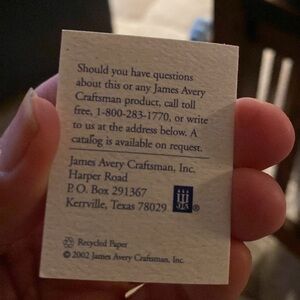 Should you have questions
about this or any James Avery
Craftsman product, call toll
free, 1-800-283-1770, or write
to us at the address below. A
catalog is available on request.
James Avery Craftsman, Inc.
Harper Road
P. O. Box 291367
Kerrville, Texas 78029 ®
Recycled Paper
© 2002 James Avery Craftsman, Inc.